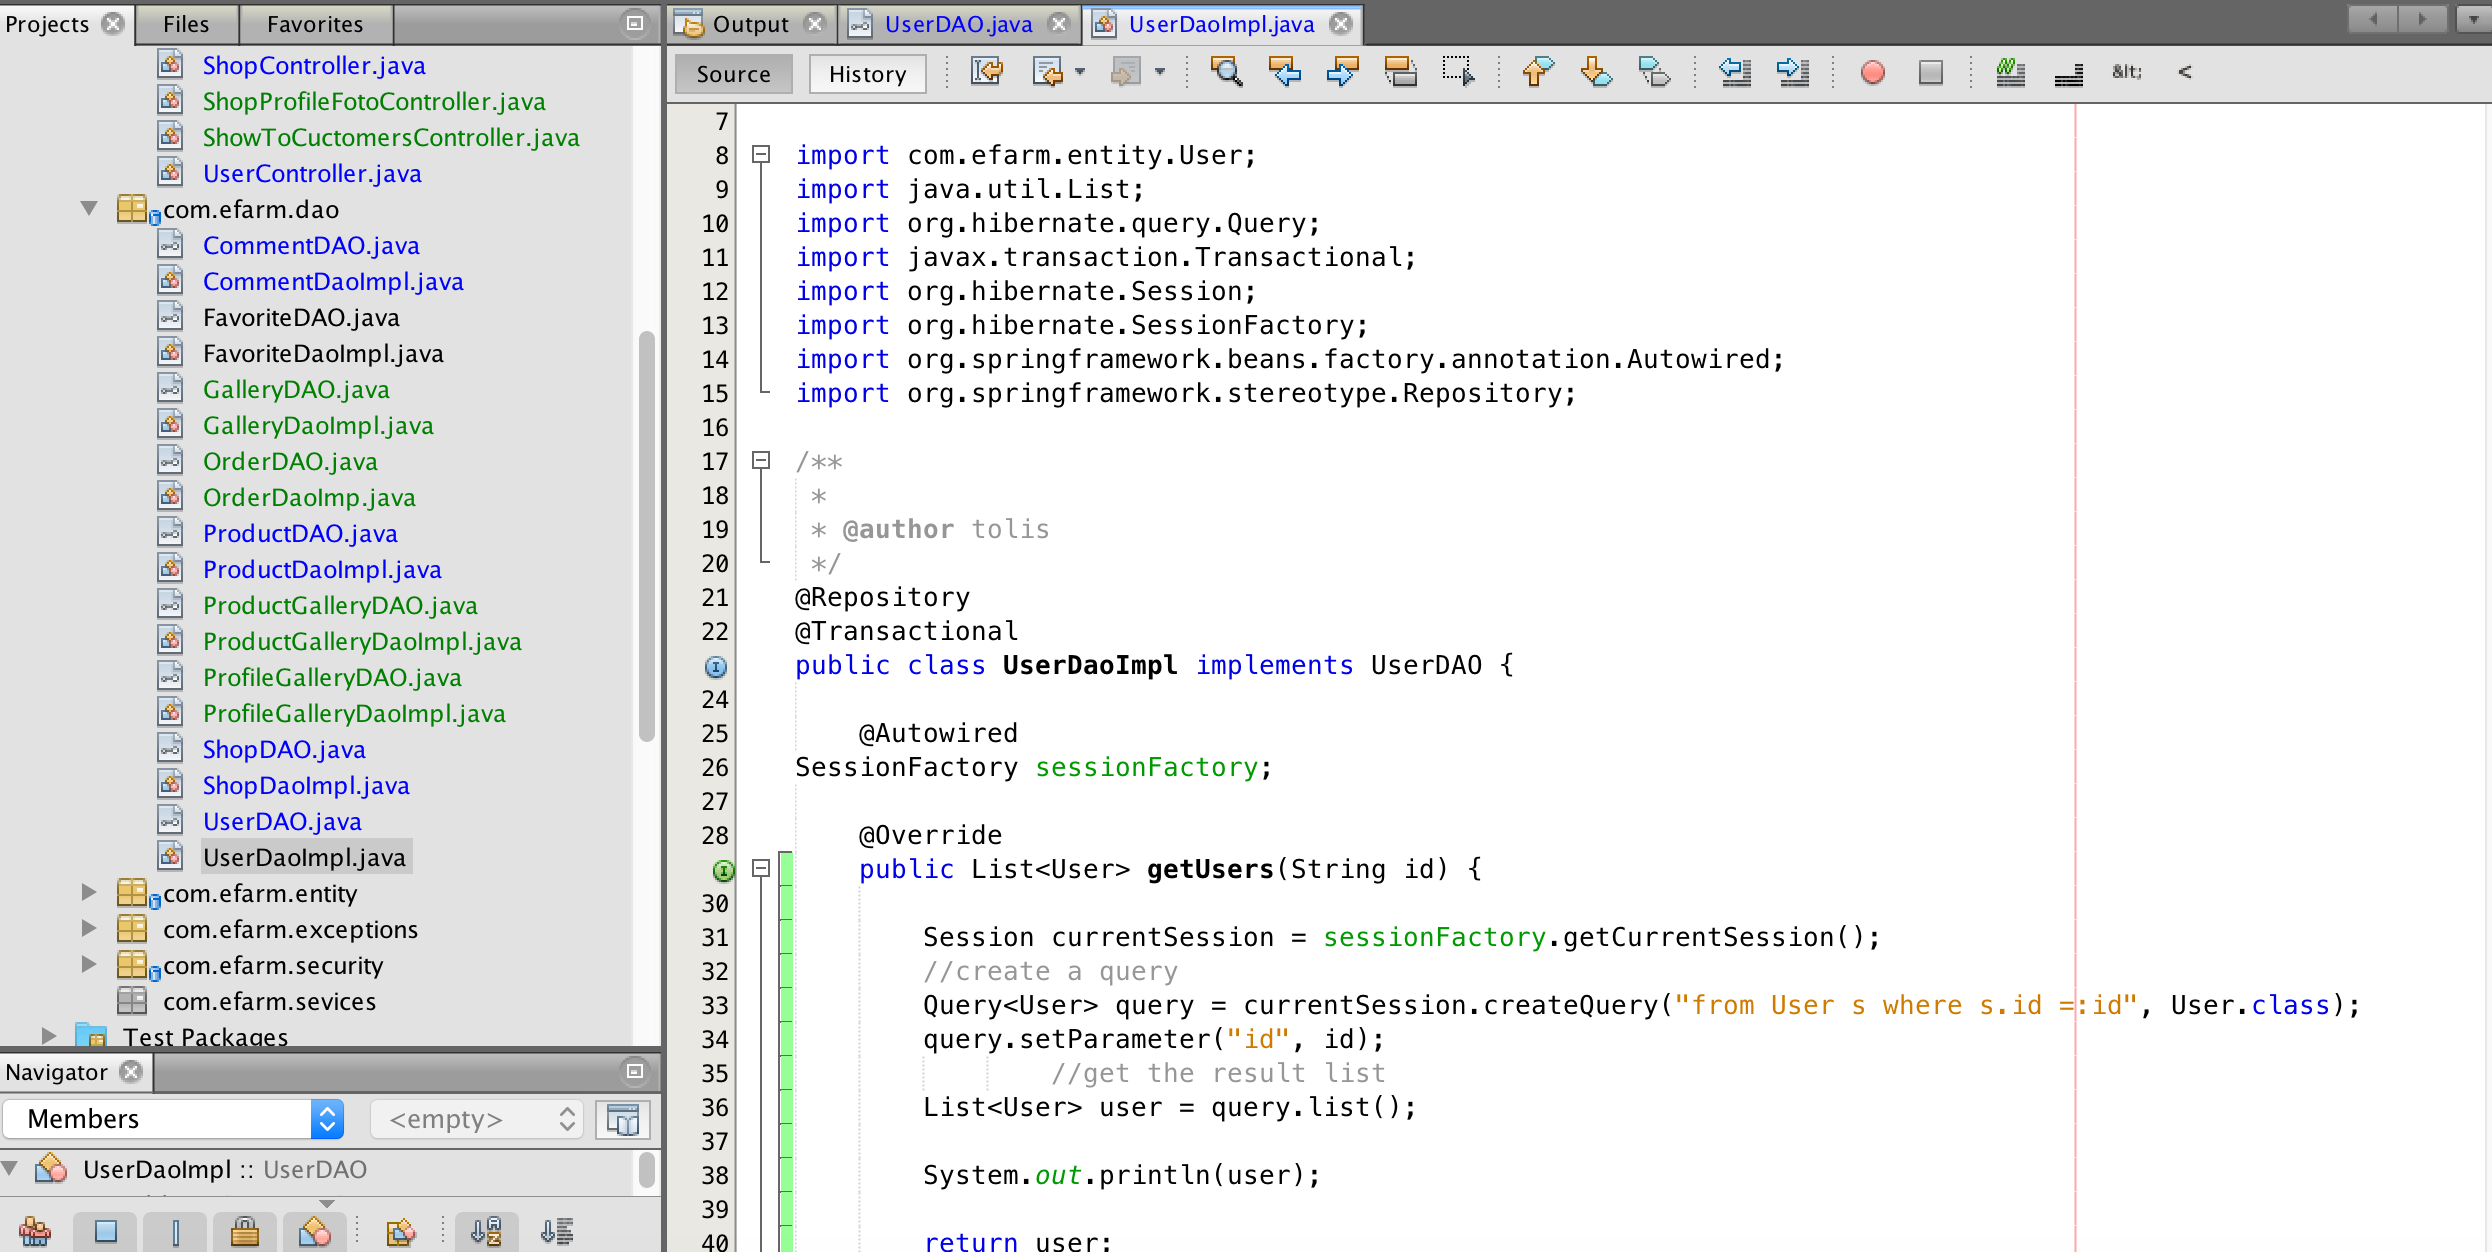 Projects Files Favorites
ShopController.java
ShopProfileFotoController.java
ShowToCuctomersController.java
UserController.java
com.efarm.dao
CommentDAO.java
CommentDaoImpl.java
FavoriteDAO.java
FavoriteDaoImpl.java
GalleryDAO.java
GalleryDaoImpl.java
OrderDAO.java
OrderDaoImp.java
ProductDAO.java
ProductDaoImpl.java
ProductGalleryDAO.java
ProductGalleryDaoImpl.java
ProfileGalleryDAO.java
ProfileGalleryDaoImpl.java
ShopDAO.java
ShopDaoImpl.java
UserDAO.java
UserDaoImpl.java
com.efarm.entity
com.efarm.exceptions
com.efarm.security
com.efarm.sevices
Test Packages
Navigator
Members <empty>
UserDaoImpl :: UserDAO
Output UserDAO.java UserDaoImpl.java
Source History &lt; <
7
8 import com.efarm.entity.User;
9 import java.util.List;
10 import org.hibernate.query.Query;
11 import javax.transaction.Transactional;
12 import org.hibernate.Session;
13 import org.hibernate.SessionFactory;
14 import org.springframework.beans.factory.annotation.Autowired;
15 import org.springframework.stereotype.Repository;
16
17 /**
18 *
19 * @author tolis
20 */
21 @Repository
22 @Transactional
public class UserDaoImpl implements UserDAO {
24
25 @Autowired
26 SessionFactory sessionFactory;
27
28 @Override
public List<User> getUsers(String id) {
30
31 Session currentSession = sessionFactory.getCurrentSession();
32 //create a query
33 Query<User> query = currentSession.createQuery("from User s where s.id =:id", User.class);
34 query.setParameter("id", id);
35 //get the result list
36 List<User> user = query.list();
37
38 System.out.println(user);
39
40 return user;